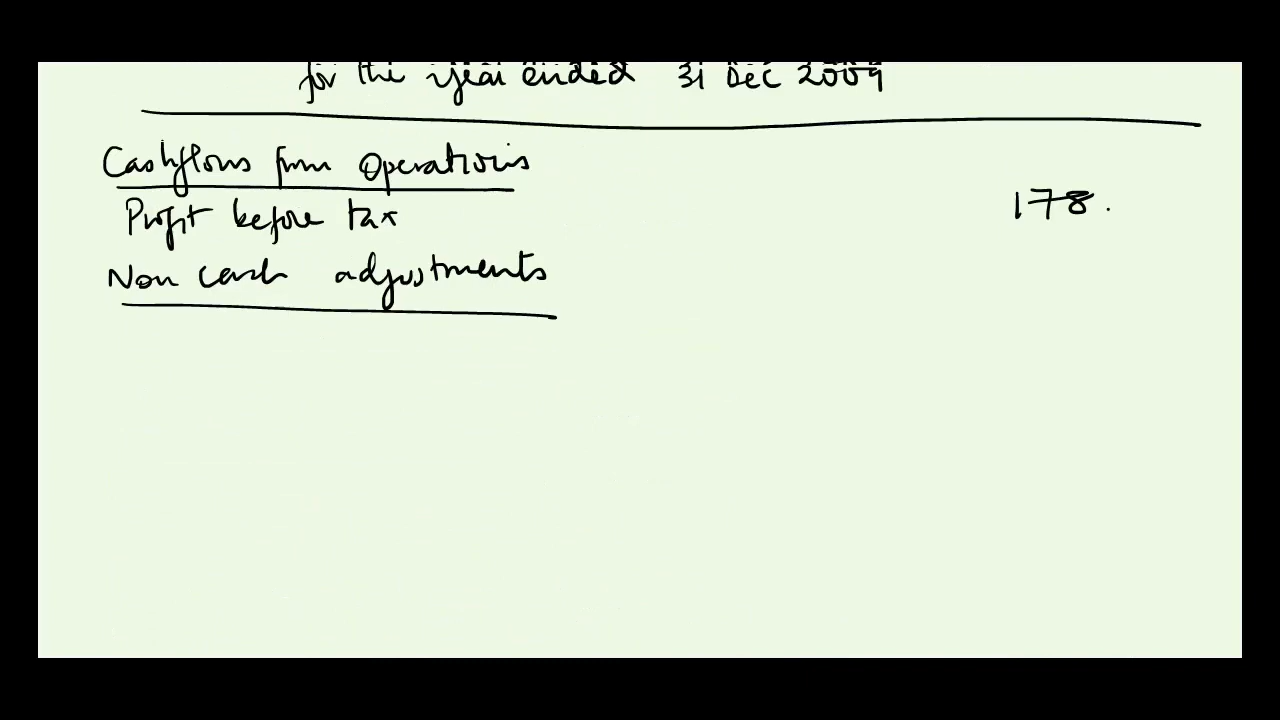 for the year ended 31 Dec 2009
Cashflows from Operations
Profit before tax 178.
Non cash adjustments